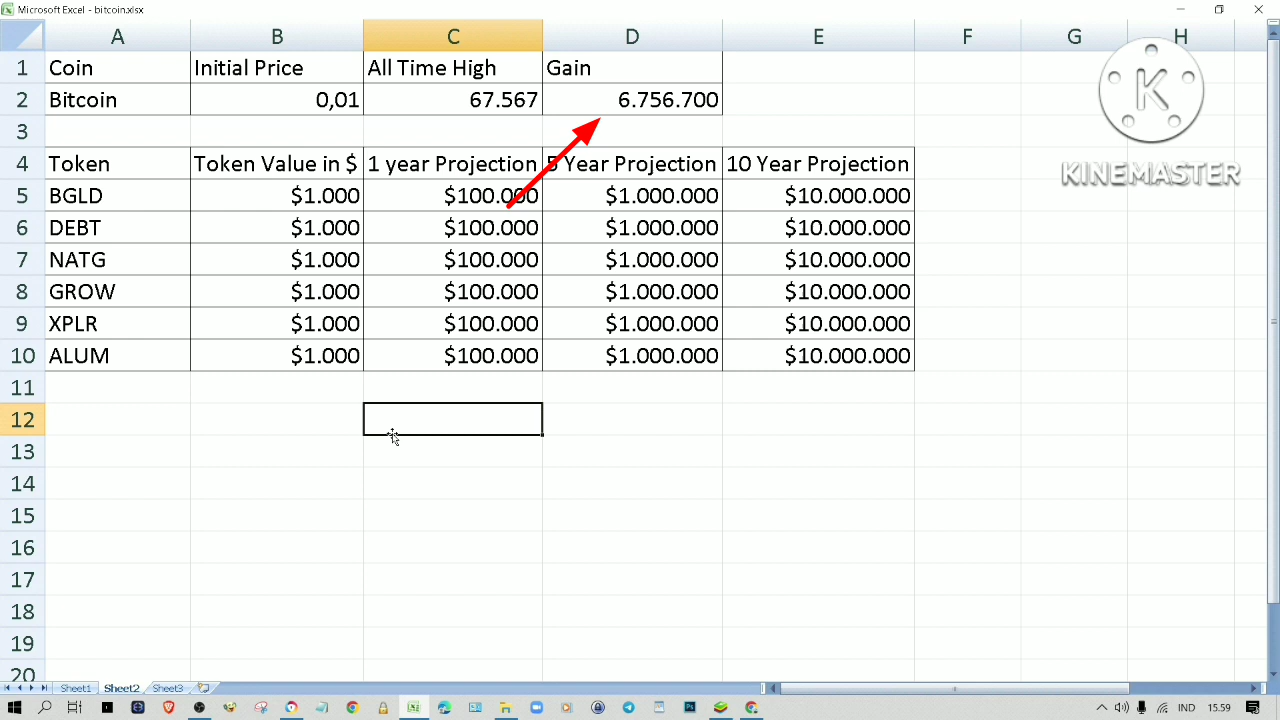 Microsoft Excel - bitcoin.xlsx
A B C D E F G H
1 Coin Initial Price All Time High Gain
2 Bitcoin 0,01 67.567 6.756.700
3
4 Token Token Value in $ 1 year Projection 5 Year Projection 10 Year Projection
5 BGLD $1.000 $100.000 $1.000.000 $10.000.000
6 DEBT $1.000 $100.000 $1.000.000 $10.000.000
7 NATG $1.000 $100.000 $1.000.000 $10.000.000
8 GROW $1.000 $100.000 $1.000.000 $10.000.000
9 XPLR $1.000 $100.000 $1.000.000 $10.000.000
10 ALUM $1.000 $100.000 $1.000.000 $10.000.000
11
12
13
14
15
16
17
18
19
20
K
KINEMASTER
Sheet1 Sheet2 Sheet3
IND 15.59